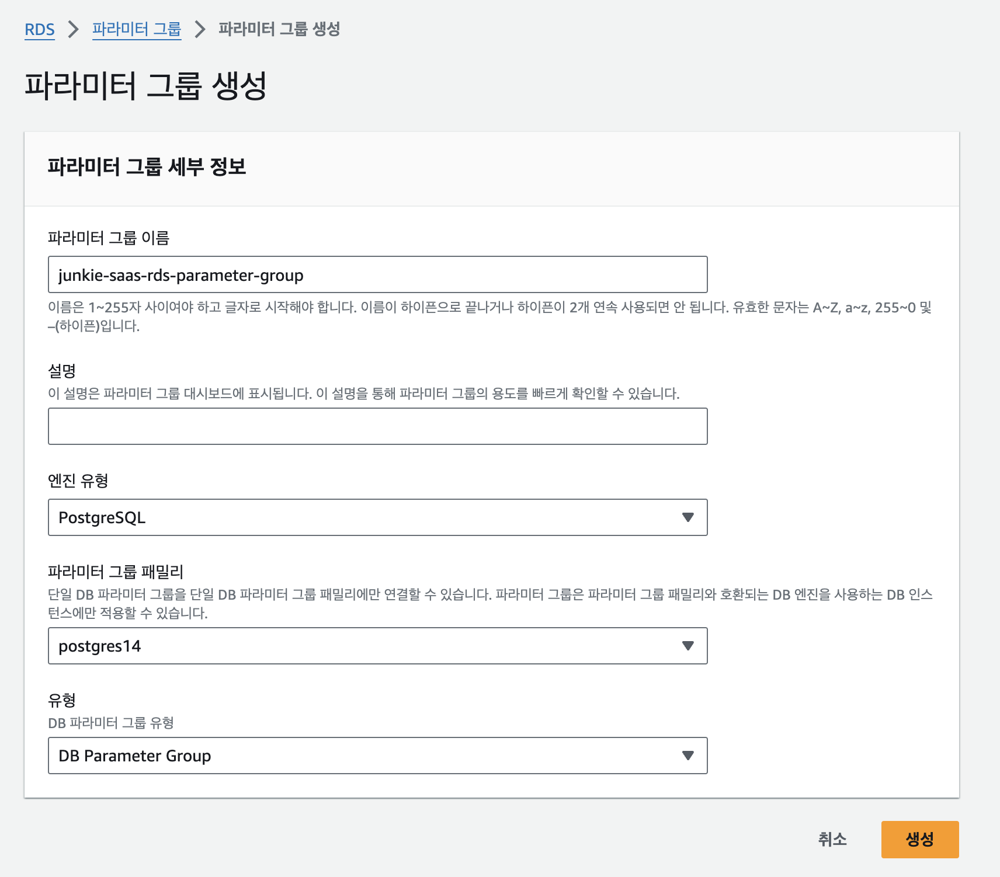 RDS > 파라미터 그룹 > 파라미터 그룹 생성
파라미터 그룹 생성
파라미터 그룹 세부 정보
파라미터 그룹 이름
junkie-saas-rds-parameter-group
이름은 1~255자 사이여야 하고 글자로 시작해야 합니다. 이름이 하이픈으로 끝나거나 하이픈이 2개 연속 사용되면 안 됩니다. 유효한 문자는 A~Z, a~z, 255~0 및
–(하이픈)입니다.
설명
이 설명은 파라미터 그룹 대시보드에 표시됩니다. 이 설명을 통해 파라미터 그룹의 용도를 빠르게 확인할 수 있습니다.
엔진 유형
PostgreSQL
파라미터 그룹 패밀리
단일 DB 파라미터 그룹을 단일 DB 파라미터 그룹 패밀리에만 연결할 수 있습니다. 파라미터 그룹은 파라미터 그룹 패밀리와 호환되는 DB 엔진을 사용하는 DB 인스
턴스에만 적용할 수 있습니다.
postgres14
유형
DB 파라미터 그룹 유형
DB Parameter Group
취소 생성